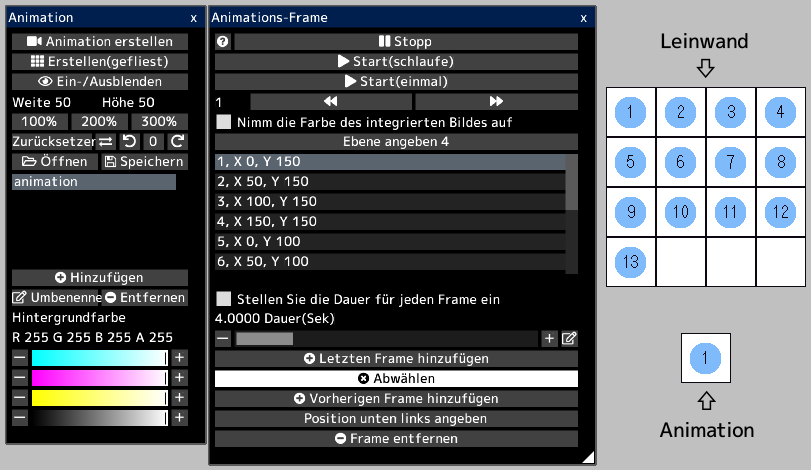 Animation x
Animation erstellen
Erstellen(gefliest)
Ein-/Ausblenden
Weite 50 Höhe 50
100% 200% 300%
Zurücksetzer 0
Öffnen Speichern
animation
Hinzufügen
Umbenenne Entfernen
Hintergrundfarbe
R 255 G 255 B 255 A 255
Animations-Frame x
Stopp
Start(schlaufe)
Start(einmal)
1
Nimm die Farbe des integrierten Bildes auf
Ebene angeben 4
1, X 0, Y 150
2, X 50, Y 150
3, X 100, Y 150
4, X 150, Y 150
5, X 0, Y 100
6, X 50, Y 100
Stellen Sie die Dauer für jeden Frame ein
4.0000 Dauer(Sek)
Letzten Frame hinzufügen
Abwählen
Vorherigen Frame hinzufügen
Position unten links angeben
Frame entfernen
Leinwand
1 2 3 4
5 6 7 8
9 10 11 12
13
1
Animation